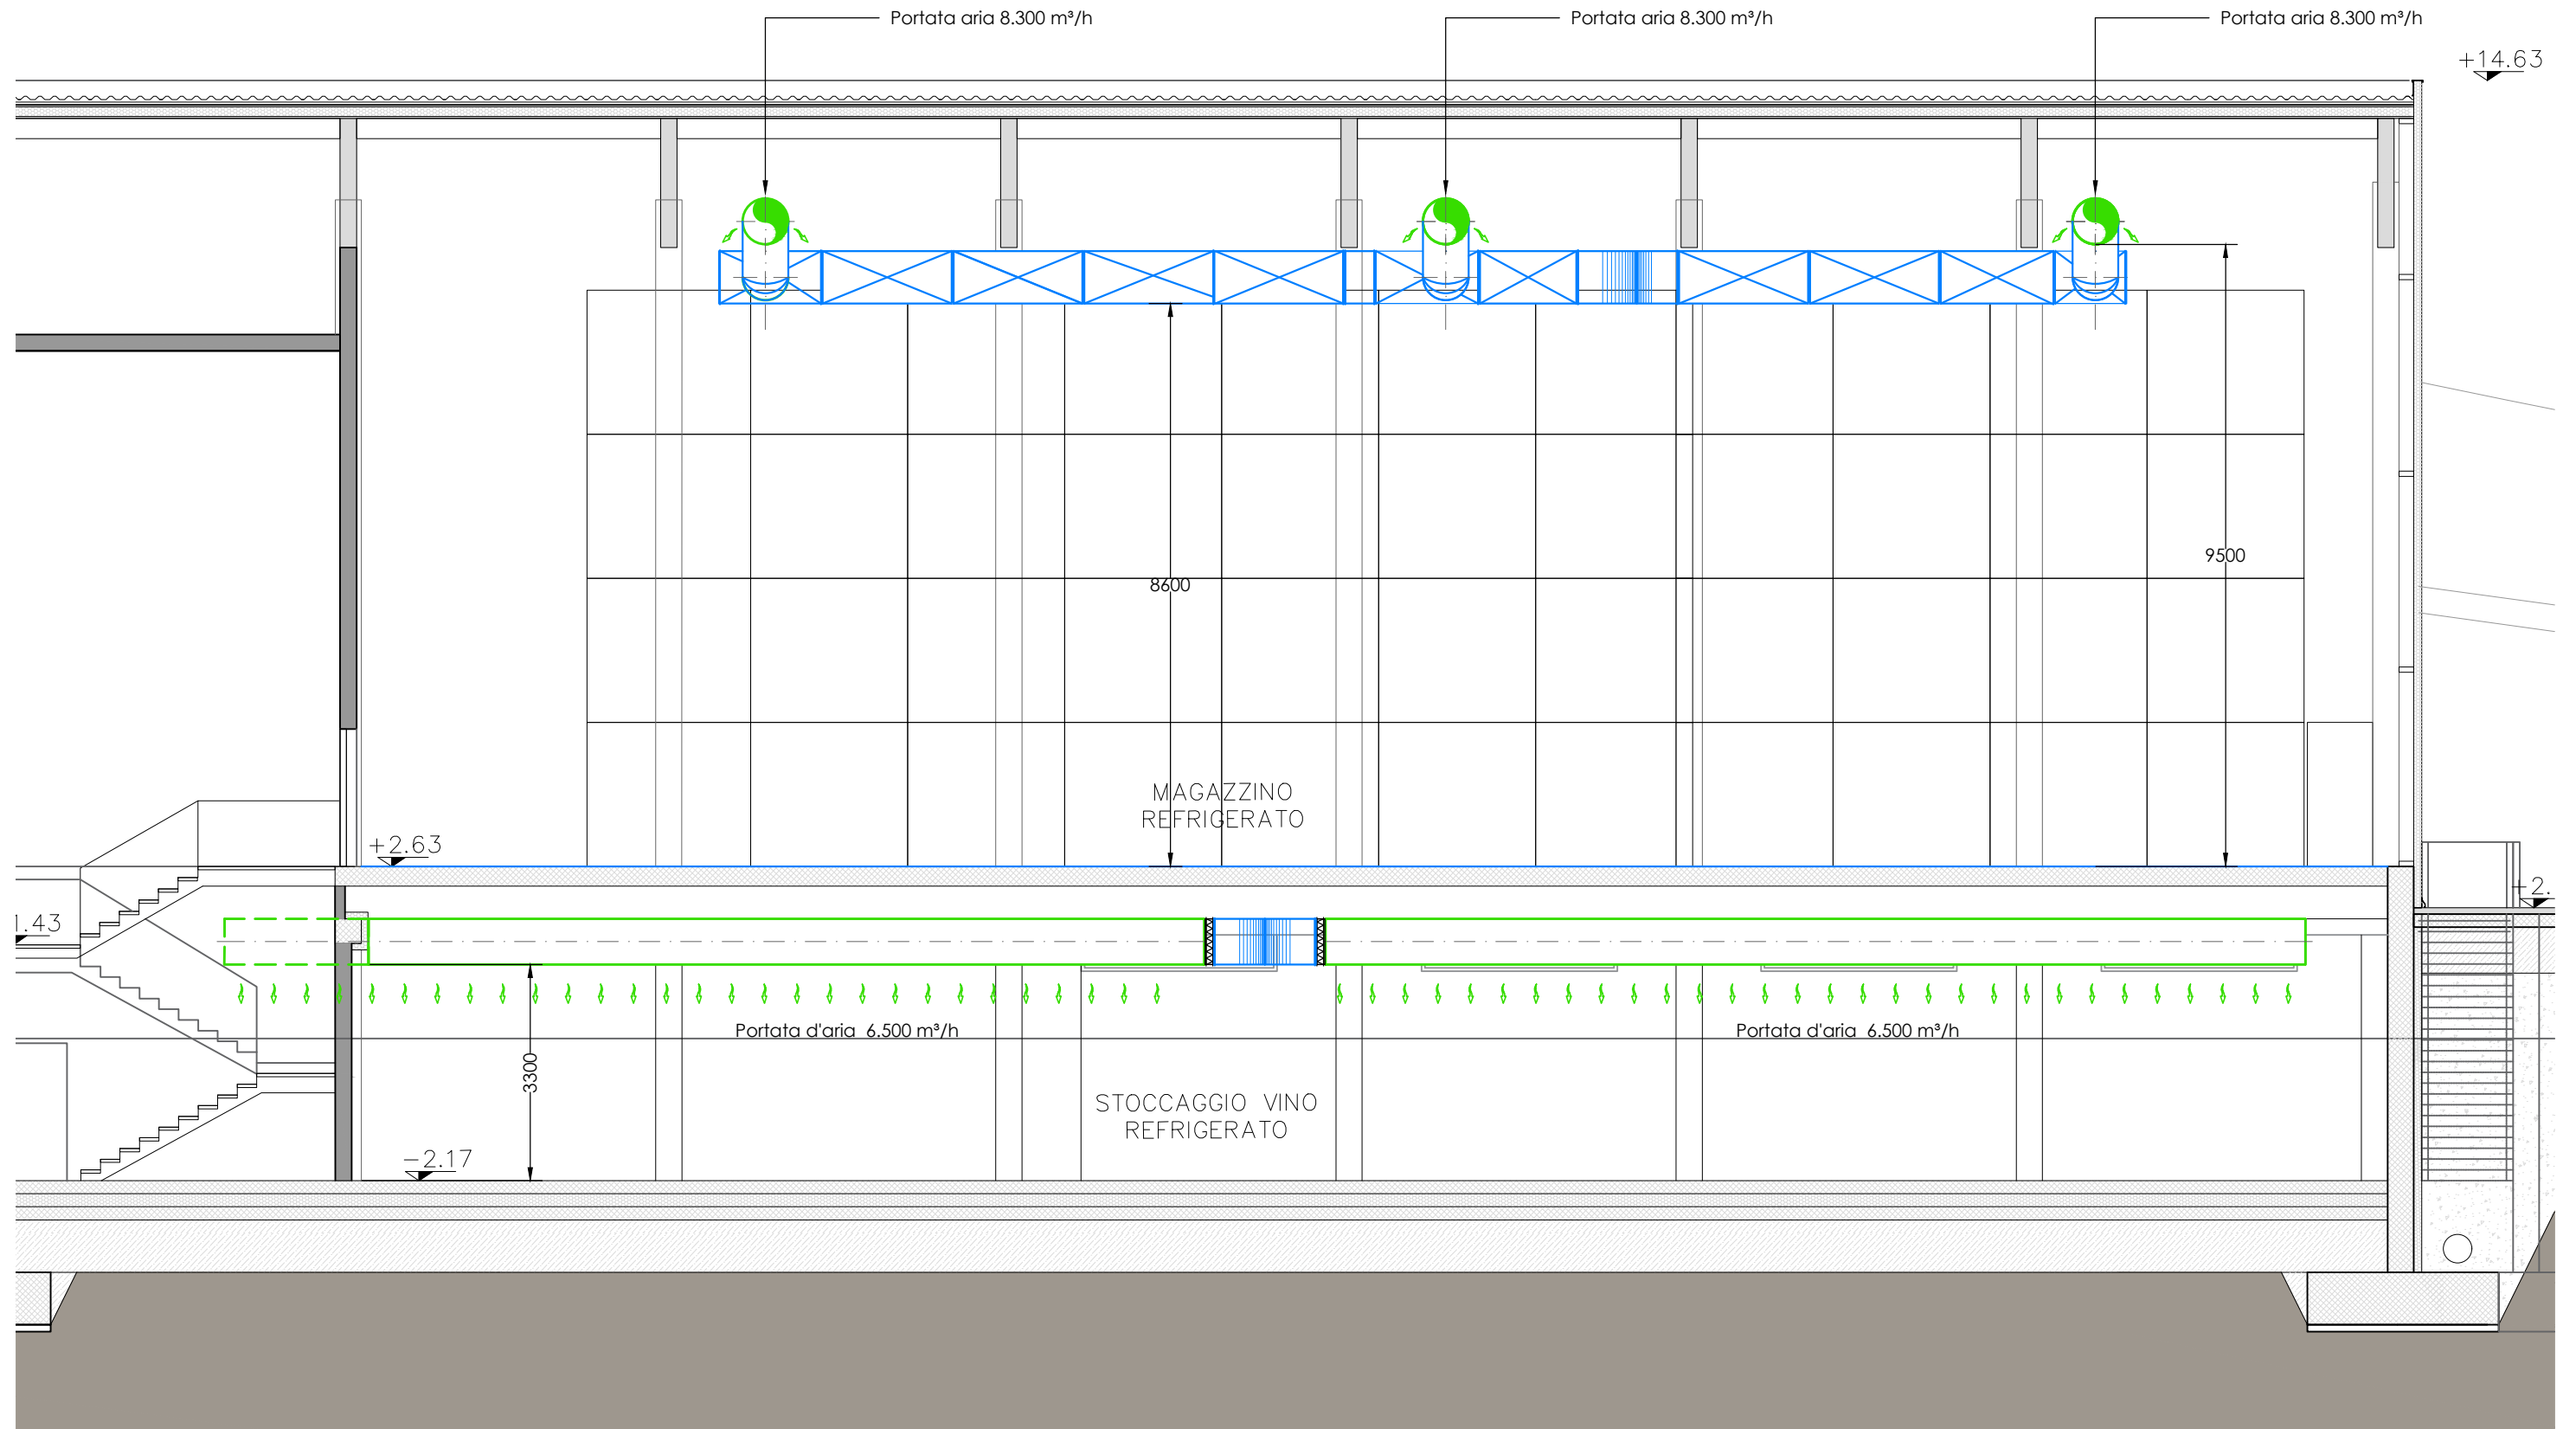 Portata aria 8.300 m³/h
Portata aria 8.300 m³/h
Portata aria 8.300 m³/h
+14.63
9500
8600
MAGAZZINO
REFRIGERATO
+2.63
+2.
1.43
Portata d'aria 6.500 m³/h
Portata d'aria 6.500 m³/h
3300
STOCCAGGIO VINO
REFRIGERATO
−2.17